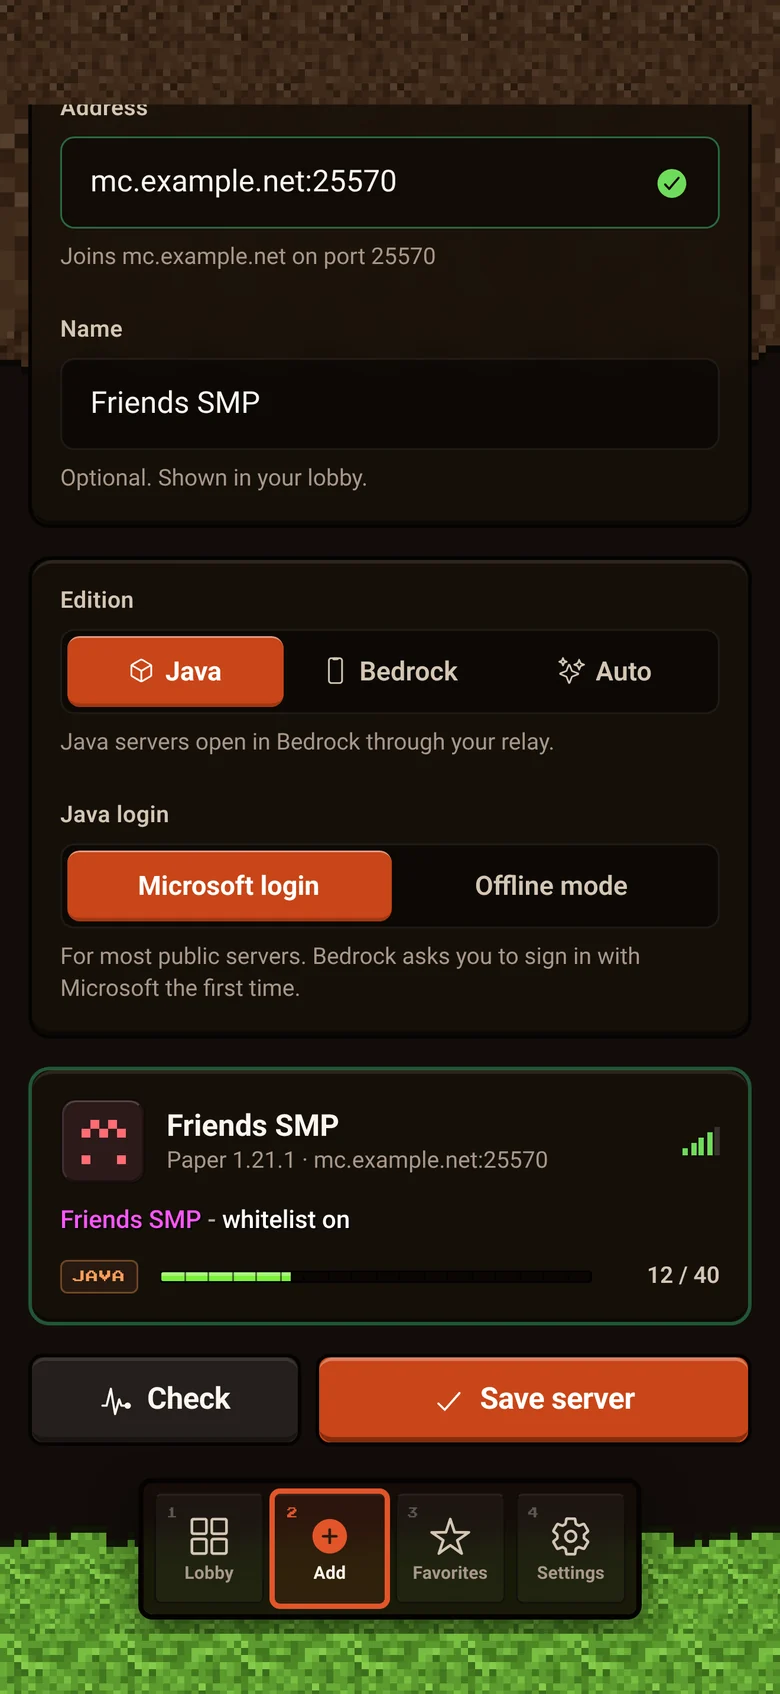 Address
mc.example.net:25570
Joins mc.example.net on port 25570
Name
Friends SMP
Optional. Shown in your lobby.
Edition
Java
Bedrock
Auto
Java servers open in Bedrock through your relay.
Java login
Microsoft login
Offline mode
For most public servers. Bedrock asks you to sign in with
Microsoft the first time.
Friends SMP
Paper 1.21.1 · mc.example.net:25570
Friends SMP - whitelist on
JAVA
12 / 40
Check
Save server
1
Lobby
2
Add
3
Favorites
4
Settings